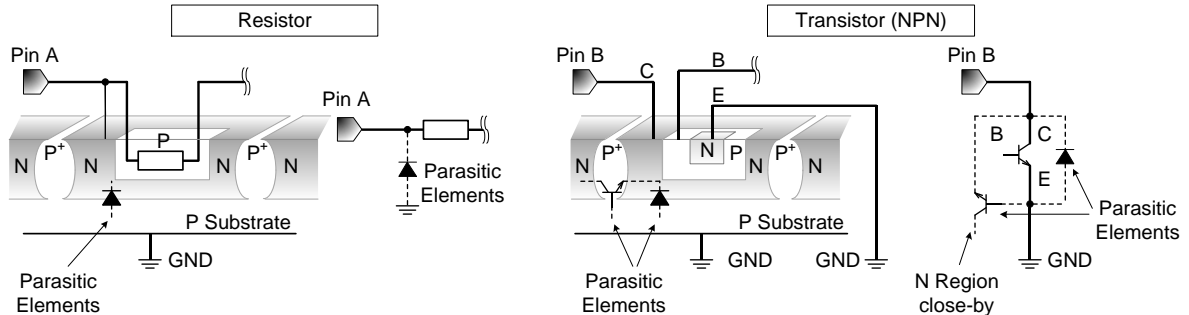 Resistor
Pin A
N
P+
N
P
N
P+
N
Parasitic
Elements
P Substrate
GND
Pin A
Parasitic
Elements
Transistor (NPN)
Pin B
C
B
E
N
P+
N
N
P
N
P+
N
Parasitic
Elements
P Substrate
GND
GND
Pin B
B
C
E
Parasitic
Elements
N Region
close-by
GND